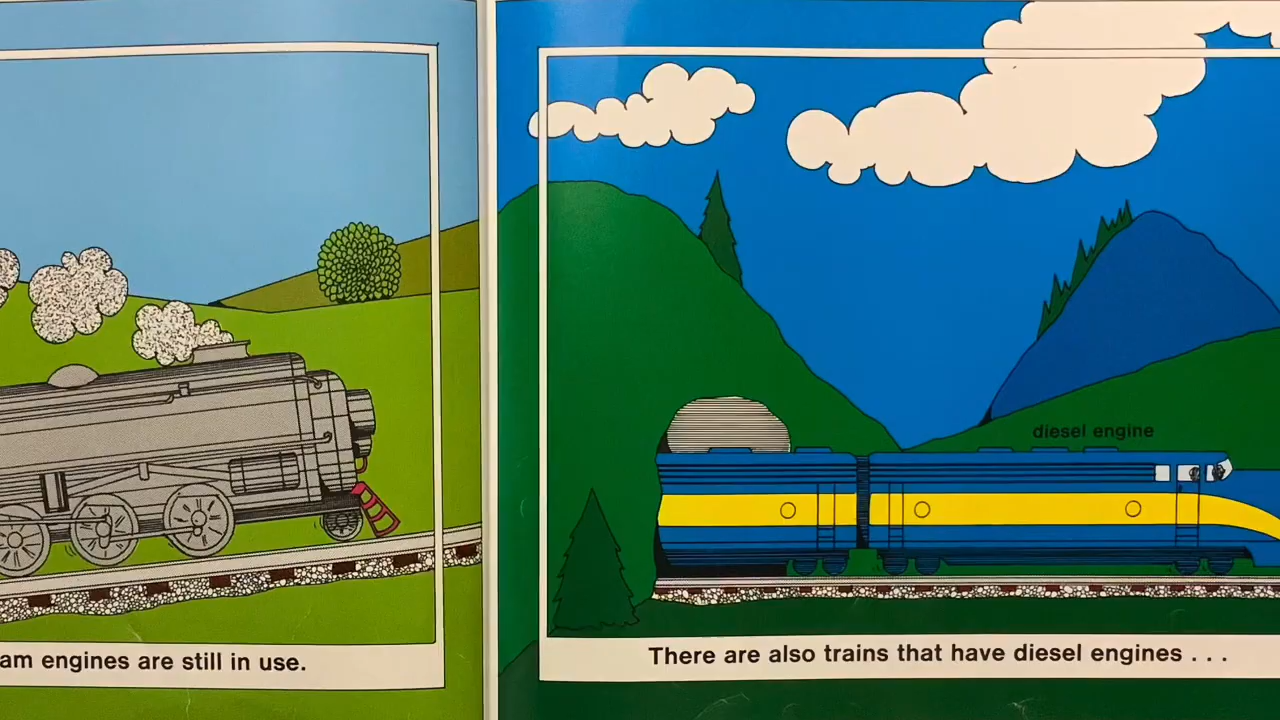 am engines are still in use.
diesel engine
There are also trains that have diesel engines . . .